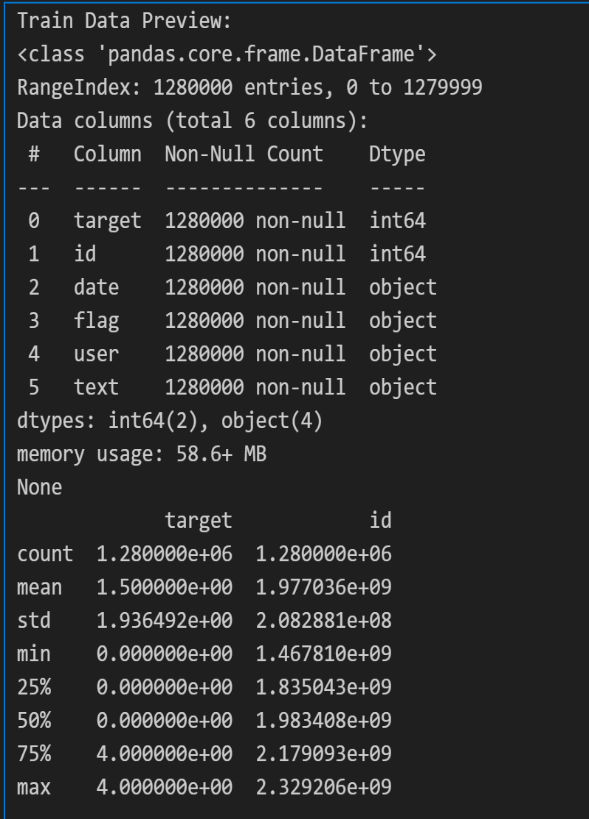 Train Data Preview:
<class 'pandas.core.frame.DataFrame'>
RangeIndex: 1280000 entries, 0 to 1279999
Data columns (total 6 columns):
 #   Column  Non-Null Count    Dtype
---  ------  --------------    -----
 0   target  1280000 non-null  int64
 1   id      1280000 non-null  int64
 2   date    1280000 non-null  object
 3   flag    1280000 non-null  object
 4   user    1280000 non-null  object
 5   text    1280000 non-null  object
dtypes: int64(2), object(4)
memory usage: 58.6+ MB
None
             target            id
count  1.280000e+06  1.280000e+06
mean   1.500000e+00  1.977036e+09
std    1.936492e+00  2.082881e+08
min    0.000000e+00  1.467810e+09
25%    0.000000e+00  1.835043e+09
50%    0.000000e+00  1.983408e+09
75%    4.000000e+00  2.179093e+09
max    4.000000e+00  2.329206e+09